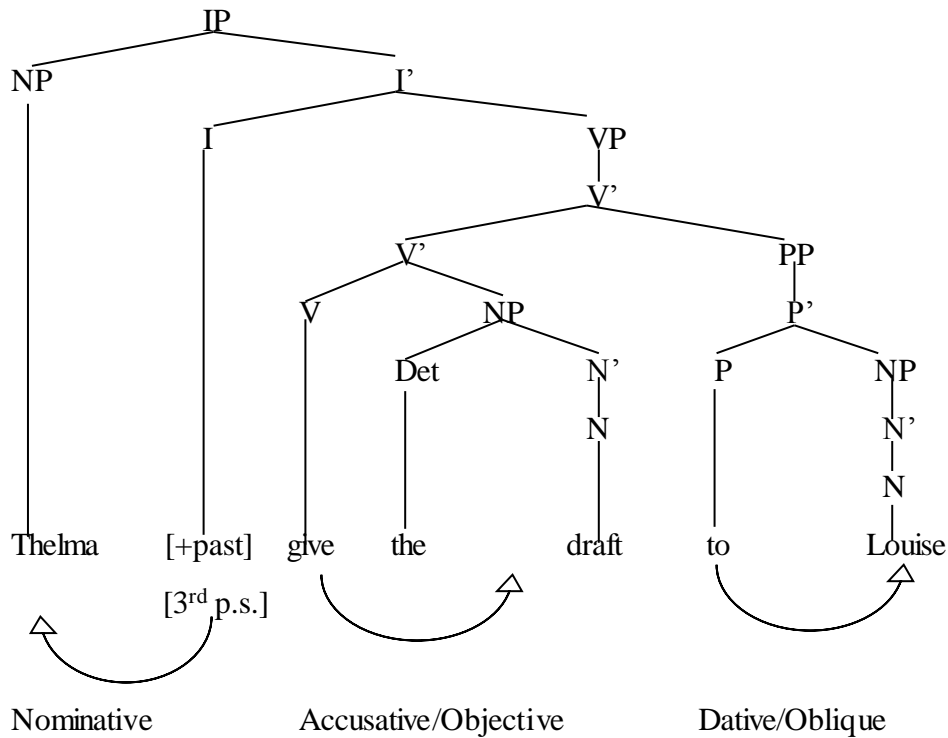 IP
NP I’
I VP
V’
V’ PP
V NP P’
Det N’ P NP
N N’
N
Thelma [+past] give the draft to Louise
[3rd p.s.]
Nominative Accusative/Objective Dative/Oblique